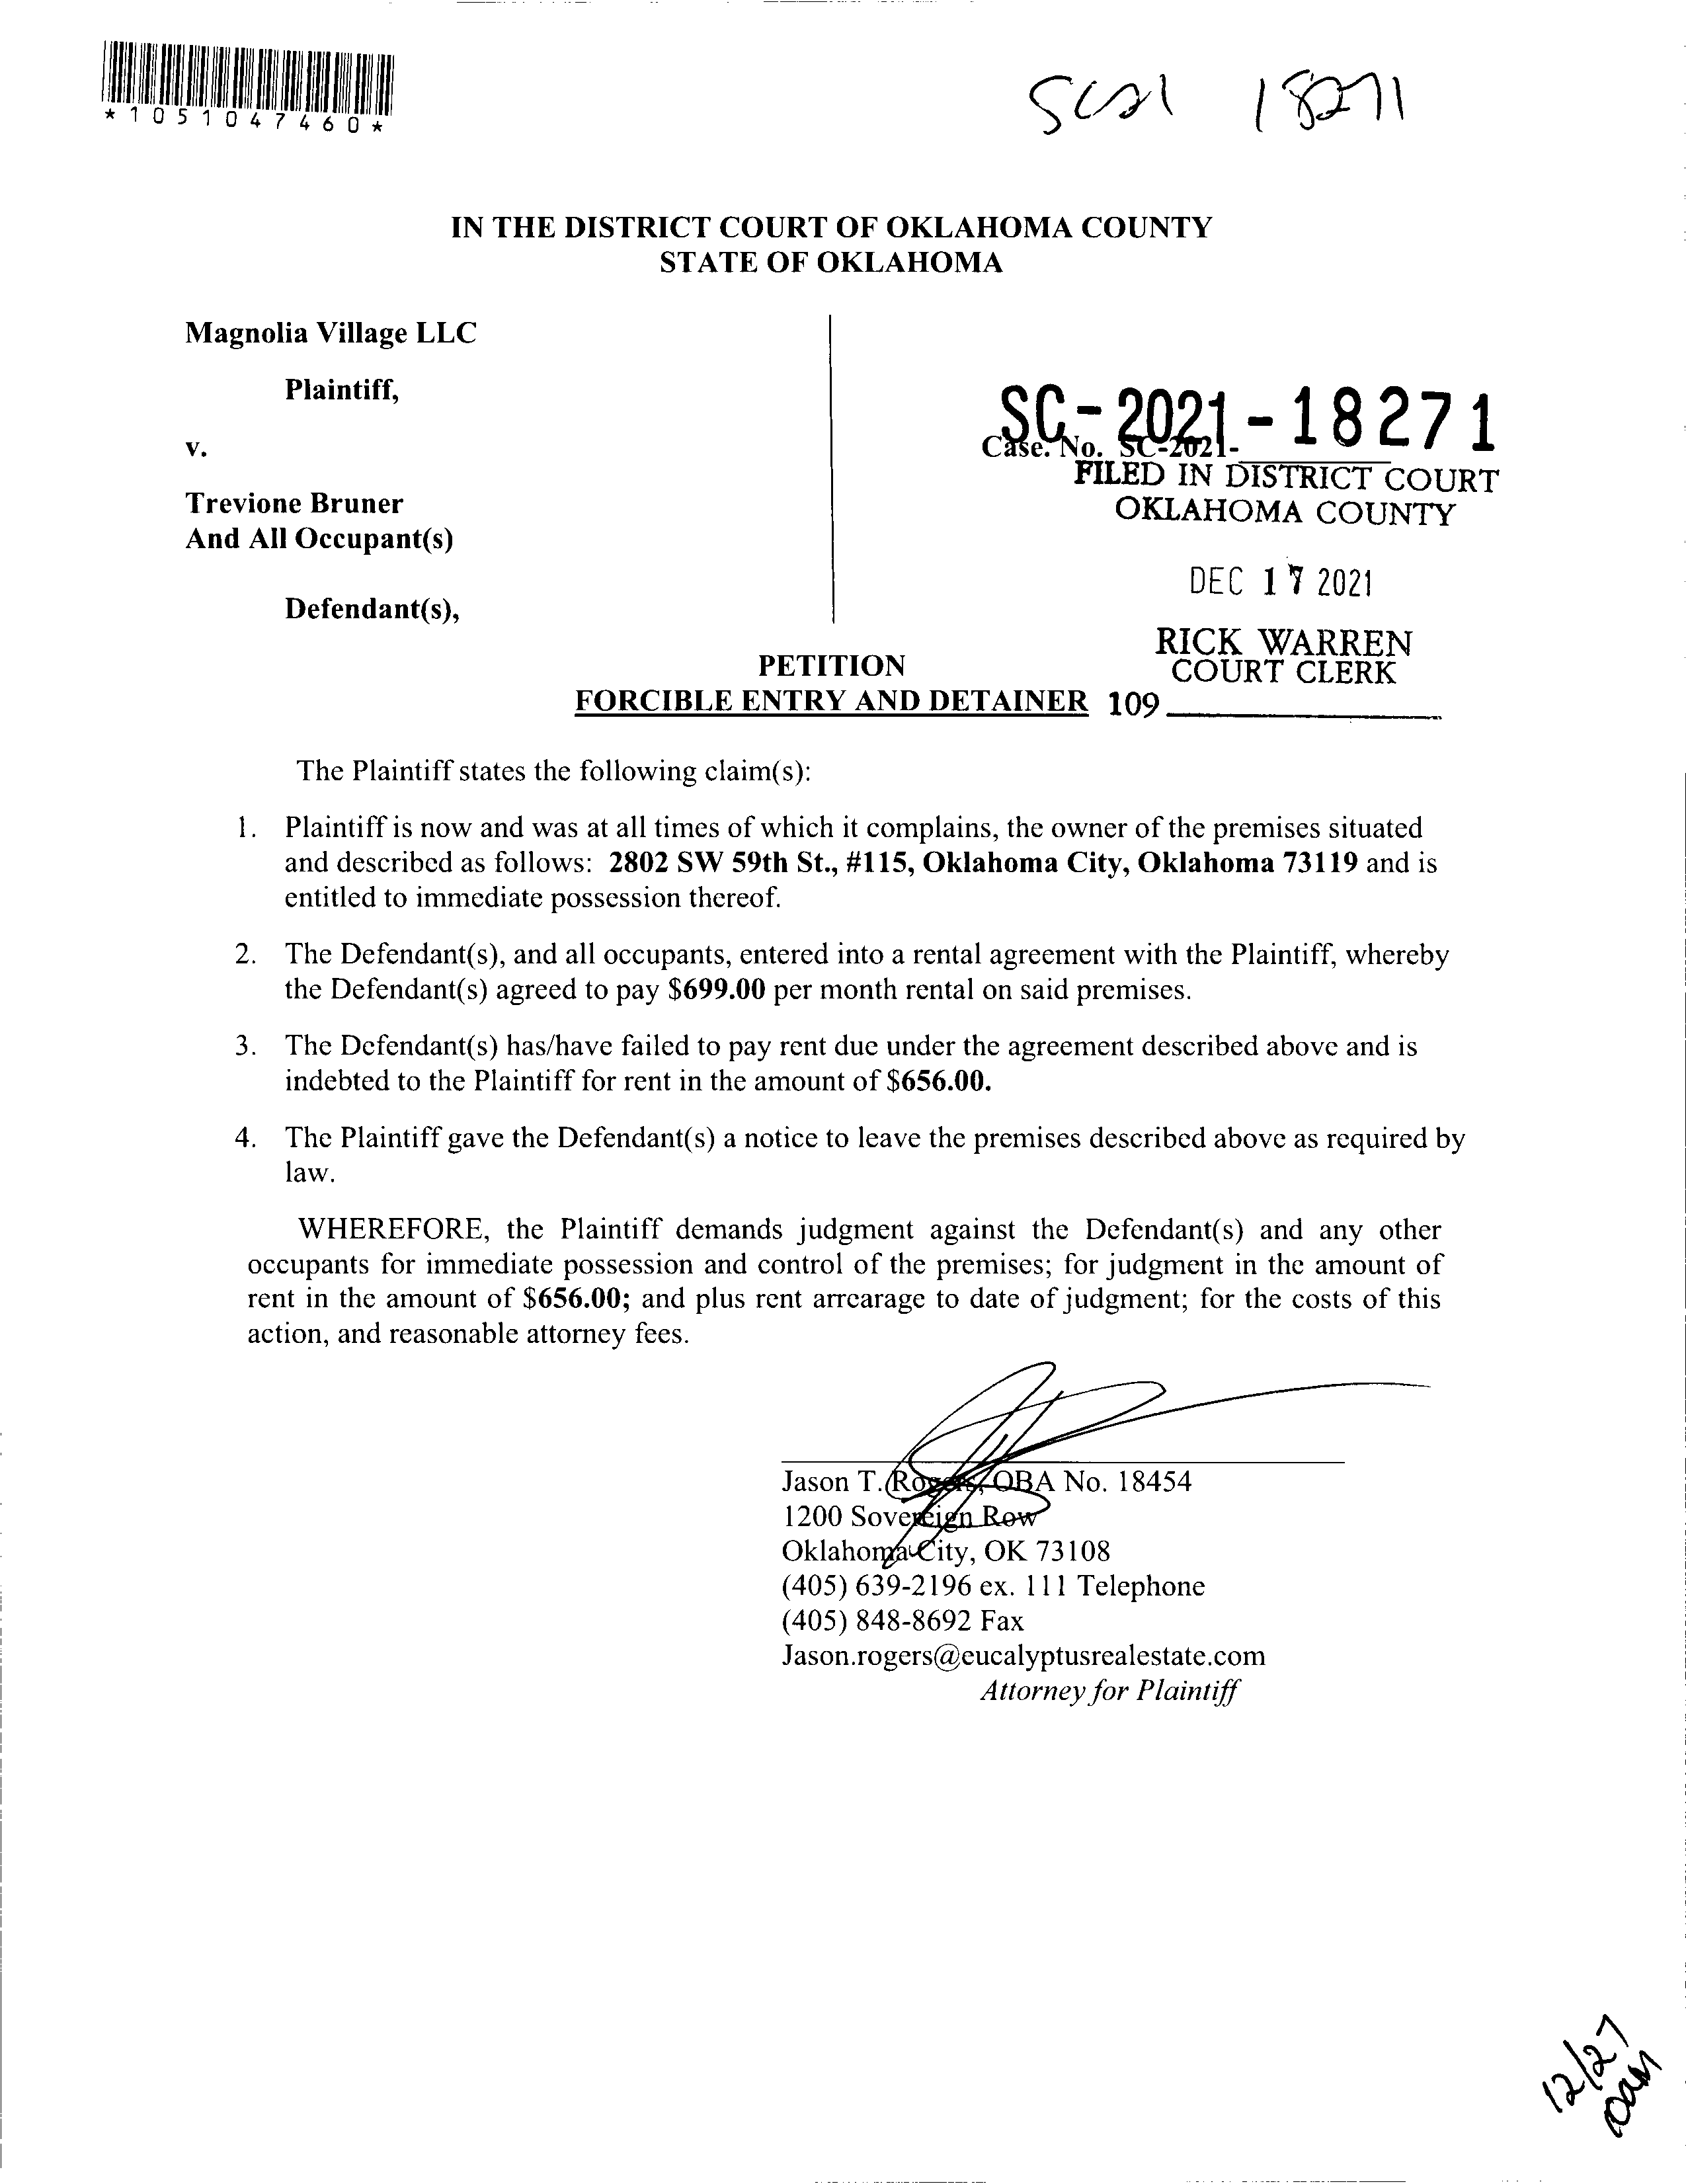 *1051047460*
SC21 18271
IN THE DISTRICT COURT OF OKLAHOMA COUNTY
STATE OF OKLAHOMA
Magnolia Village LLC
Plaintiff,
v.
Trevione Bruner
And All Occupant(s)
Defendant(s),
SC-2021-18271
Case. No. SC-2021-
FILED IN DISTRICT COURT
OKLAHOMA COUNTY
DEC 17 2021
RICK WARREN
COURT CLERK
109
PETITION
FORCIBLE ENTRY AND DETAINER
The Plaintiff states the following claim(s):
1. Plaintiff is now and was at all times of which it complains, the owner of the premises situated
and described as follows: 2802 SW 59th St., #115, Oklahoma City, Oklahoma 73119 and is
entitled to immediate possession thereof.
2. The Defendant(s), and all occupants, entered into a rental agreement with the Plaintiff, whereby
the Defendant(s) agreed to pay $699.00 per month rental on said premises.
3. The Defendant(s) has/have failed to pay rent due under the agreement described above and is
indebted to the Plaintiff for rent in the amount of $656.00.
4. The Plaintiff gave the Defendant(s) a notice to leave the premises described above as required by
law.
WHEREFORE, the Plaintiff demands judgment against the Defendant(s) and any other
occupants for immediate possession and control of the premises; for judgment in the amount of
rent in the amount of $656.00; and plus rent arrearage to date of judgment; for the costs of this
action, and reasonable attorney fees.
Jason T. Rogers, OBA No. 18454
1200 Sovereign Row
Oklahoma City, OK 73108
(405) 639-2196 ex. 111 Telephone
(405) 848-8692 Fax
Jason.rogers@eucalyptusrealestate.com
Attorney for Plaintiff
12/27